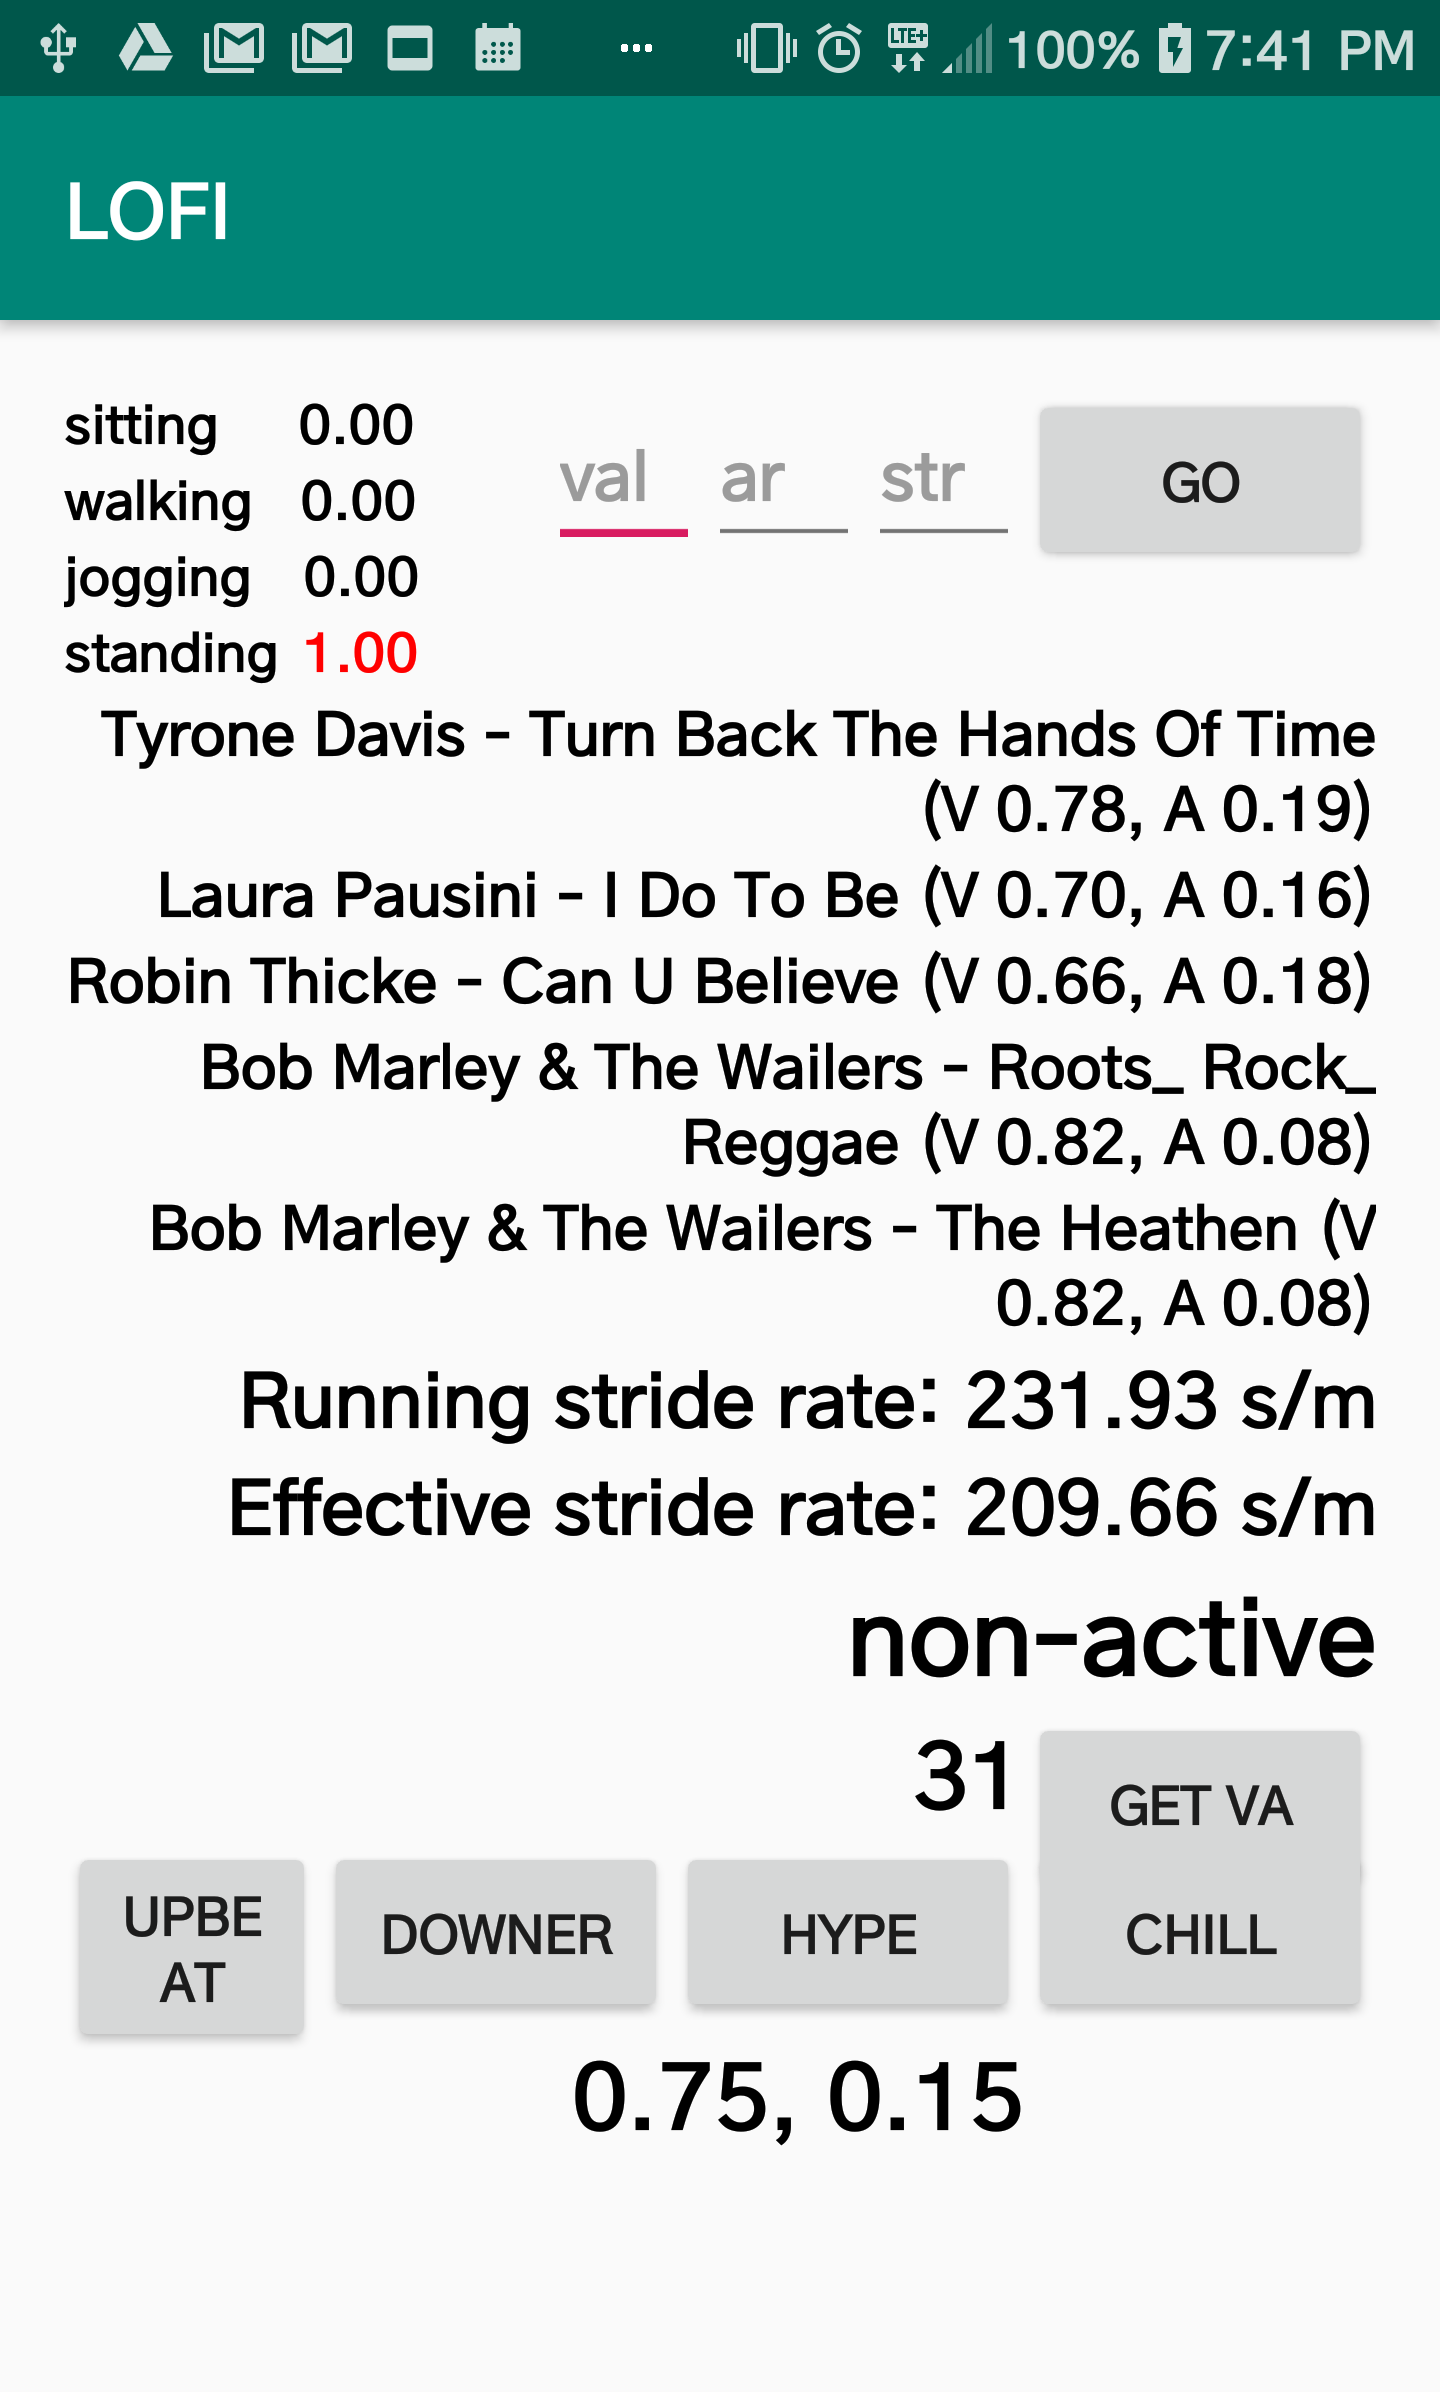 LTE+ 100% 7:41 PM
LOFI
sitting 0.00
walking 0.00
jogging 0.00
standing 1.00
val ar str GO
Tyrone Davis - Turn Back The Hands Of Time
(V 0.78, A 0.19)
Laura Pausini - I Do To Be (V 0.70, A 0.16)
Robin Thicke - Can U Believe (V 0.66, A 0.18)
Bob Marley & The Wailers - Roots_ Rock_
Reggae (V 0.82, A 0.08)
Bob Marley & The Wailers - The Heathen (V
0.82, A 0.08)
Running stride rate: 231.93 s/m
Effective stride rate: 209.66 s/m
non-active
31 GET VA
UPBE
AT
DOWNER HYPE CHILL
0.75, 0.15